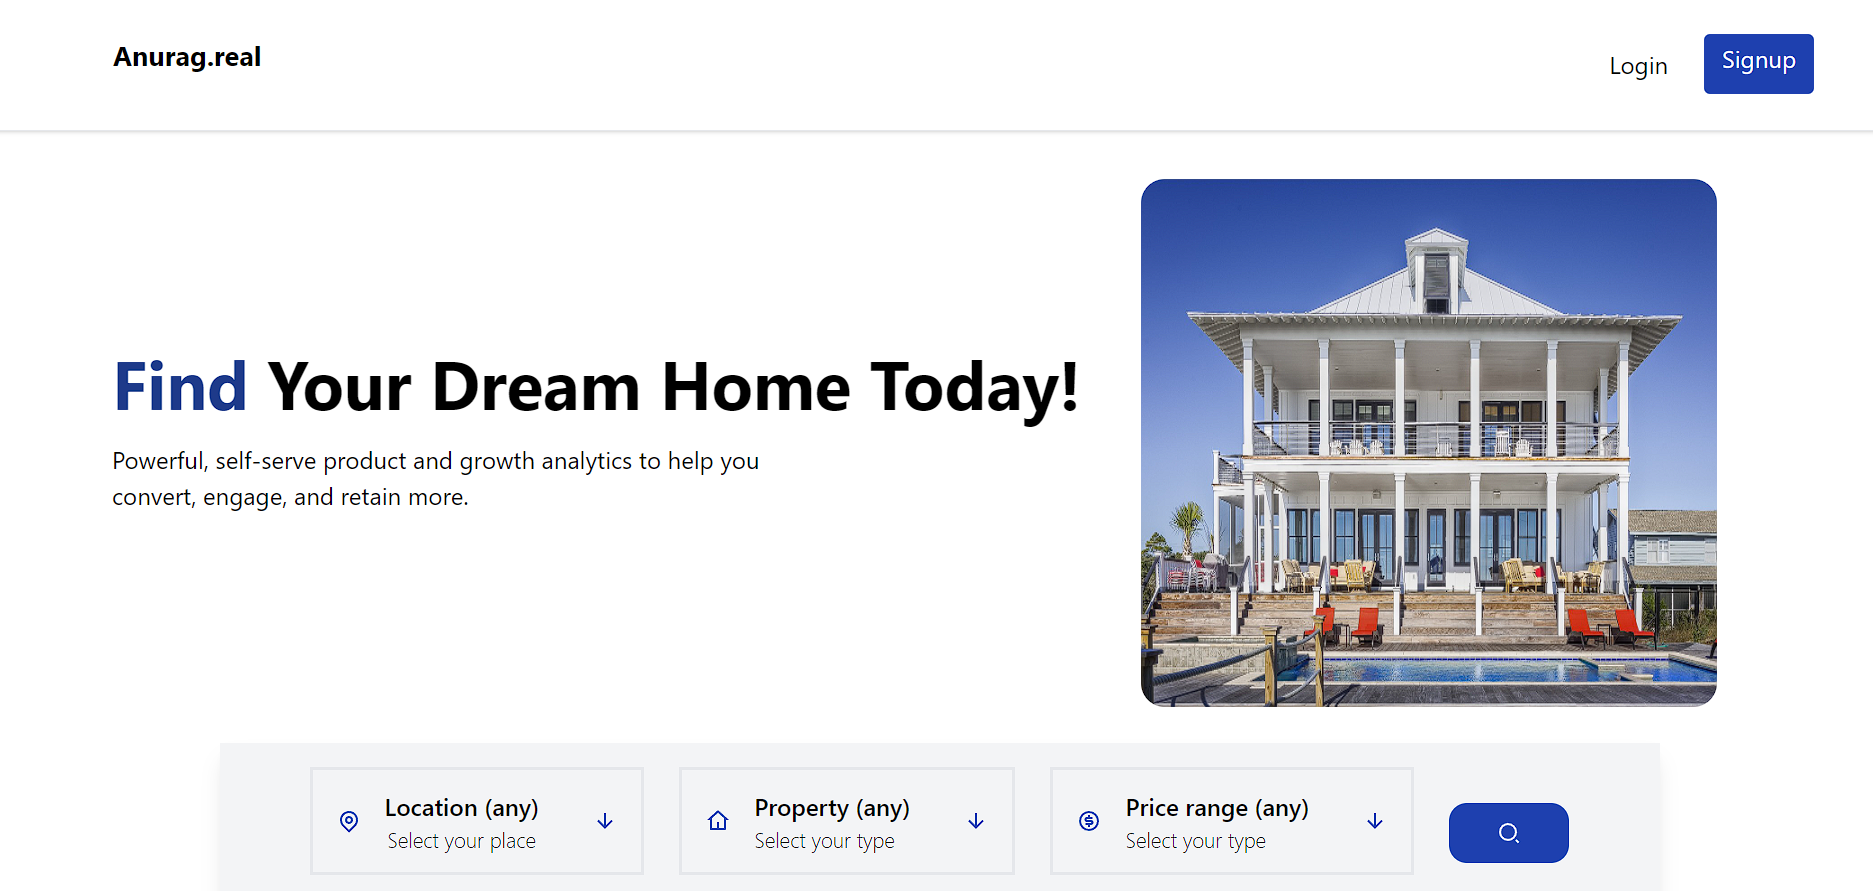 Anurag.real
Login
Signup
Find Your Dream Home Today!
Powerful, self-serve product and growth analytics to help you
convert, engage, and retain more.
Location (any)
Select your place
Property (any)
Select your type
Price range (any)
Select your type